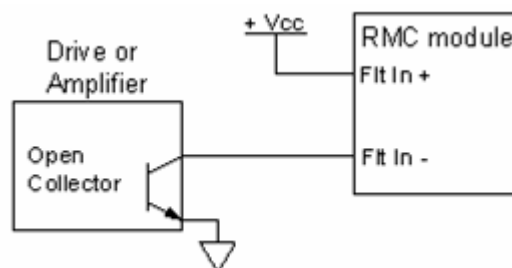 + Vcc
RMC module
Drive or
Amplifier
Flt In +
Open
Collector
Flt In -